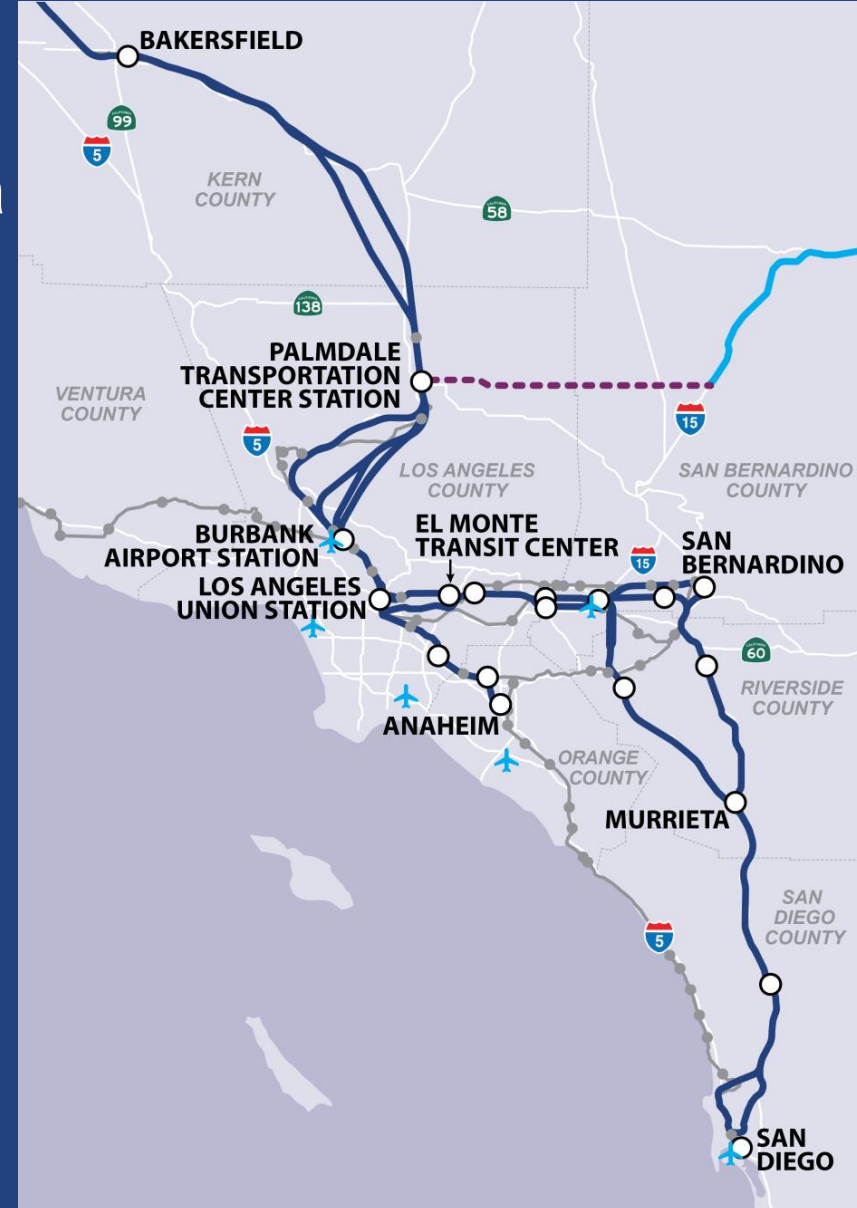 BAKERSFIELD
99
5
KERN
COUNTY
58
138
PALMDALE
TRANSPORTATION
CENTER STATION
VENTURA
COUNTY
5
15
LOS ANGELES
COUNTY
SAN BERNARDINO
COUNTY
BURBANK
AIRPORT STATION
EL MONTE
TRANSIT CENTER
15
SAN
BERNARDINO
LOS ANGELES
UNION STATION
60
RIVERSIDE
COUNTY
ANAHEIM
ORANGE
COUNTY
MURRIETA
SAN
DIEGO
COUNTY
5
SAN
DIEGO